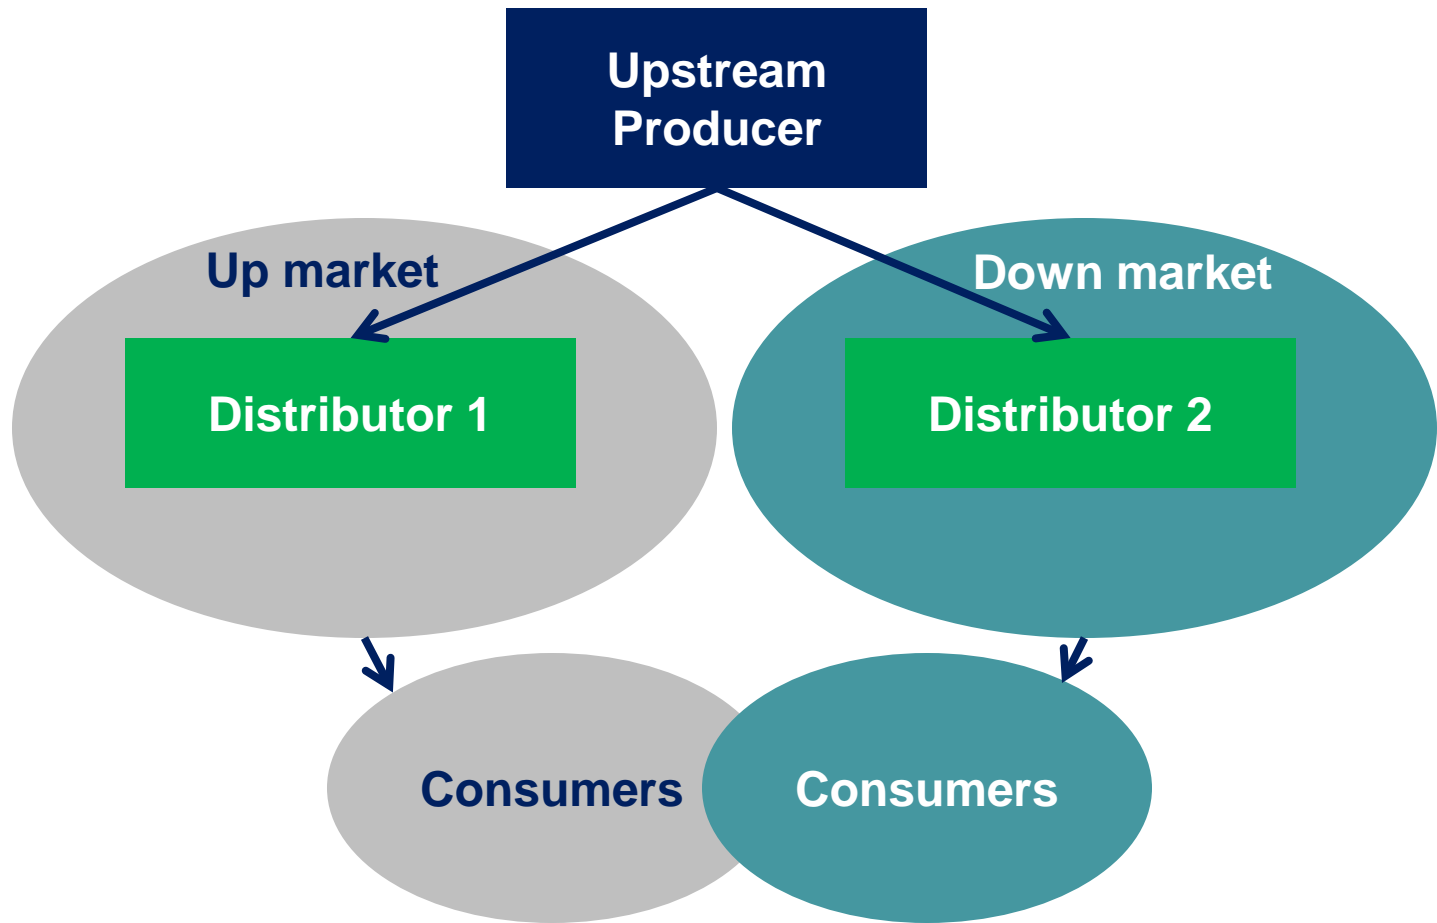 Upstream
Producer
Up market
Down market
Distributor 1
Distributor 2
Consumers
Consumers